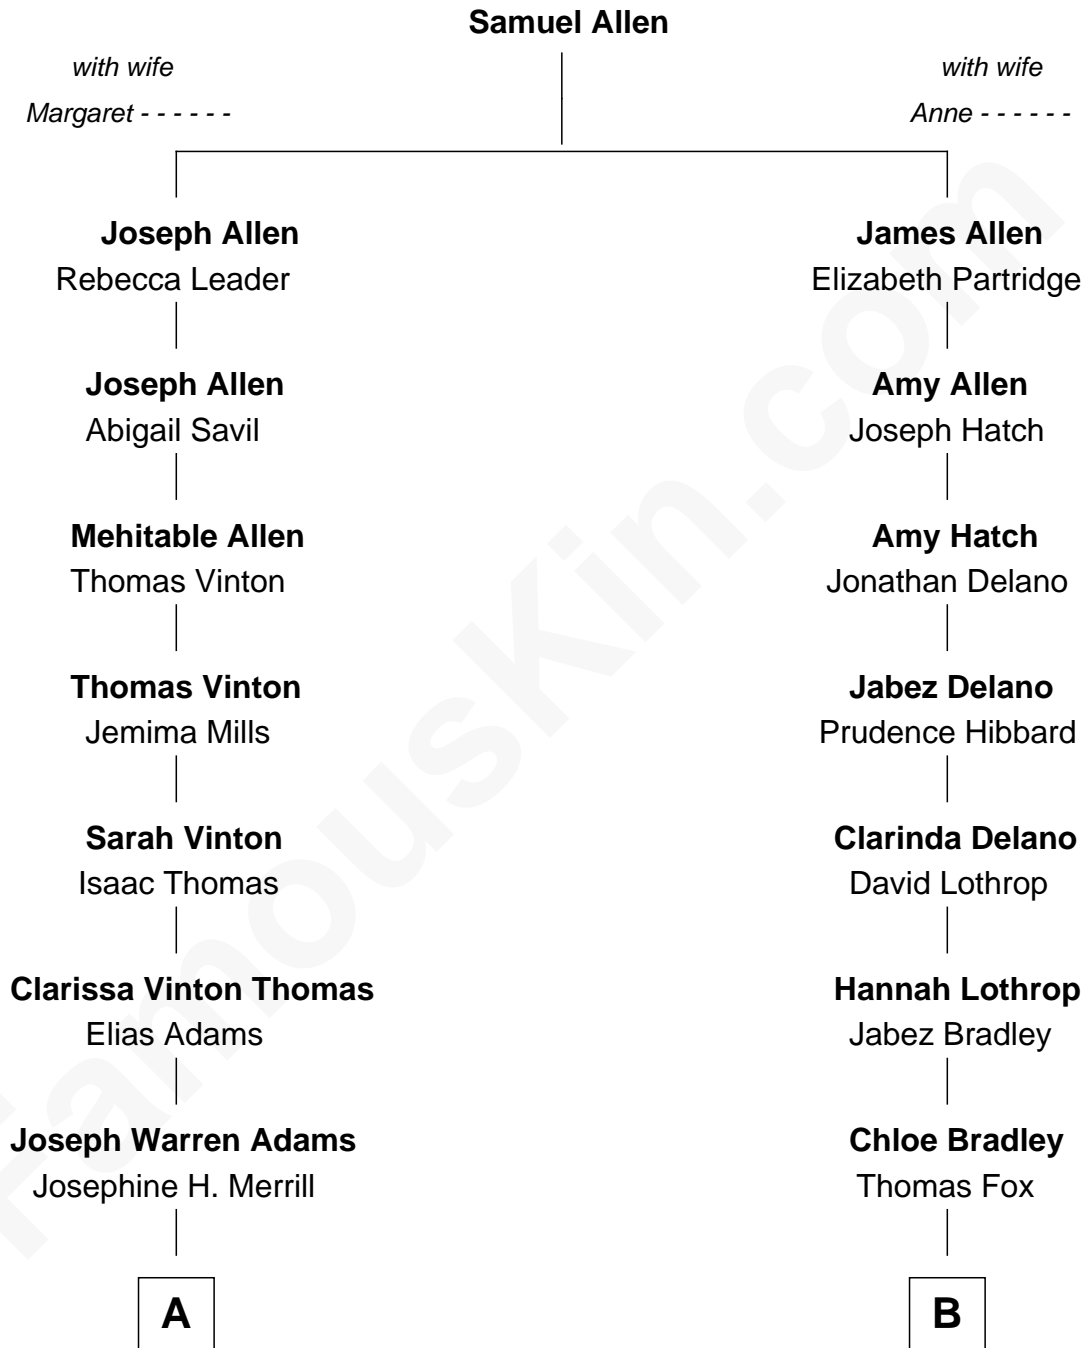 Samuel Allen
with wife
Margaret - - - - - -
with wife
Anne - - - - - -
Joseph Allen
Rebecca Leader
James Allen
Elizabeth Partridge
Joseph Allen
Abigail Savil
Amy Allen
Joseph Hatch
Mehitable Allen
Thomas Vinton
Amy Hatch
Jonathan Delano
Thomas Vinton
Jemima Mills
Jabez Delano
Prudence Hibbard
Sarah Vinton
Isaac Thomas
Clarinda Delano
David Lothrop
Clarissa Vinton Thomas
Elias Adams
Hannah Lothrop
Jabez Bradley
Joseph Warren Adams
Josephine H. Merrill
Chloe Bradley
Thomas Fox
A
B
FamousKin.com